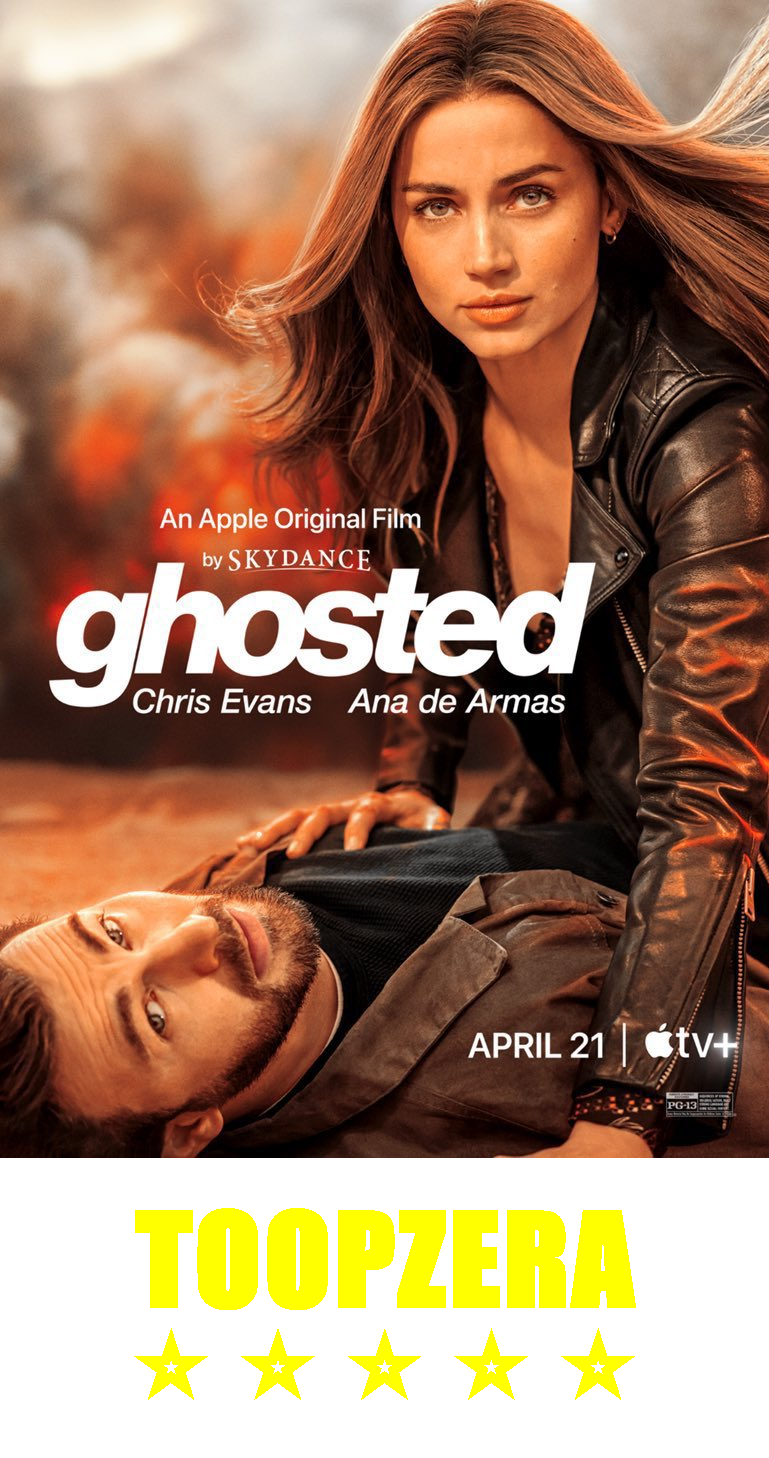 An Apple Original Film
by SKYDANCE
ghosted
Chris Evans Ana de Armas
APRIL 21 | tv+
PG-13
TOOPZERA